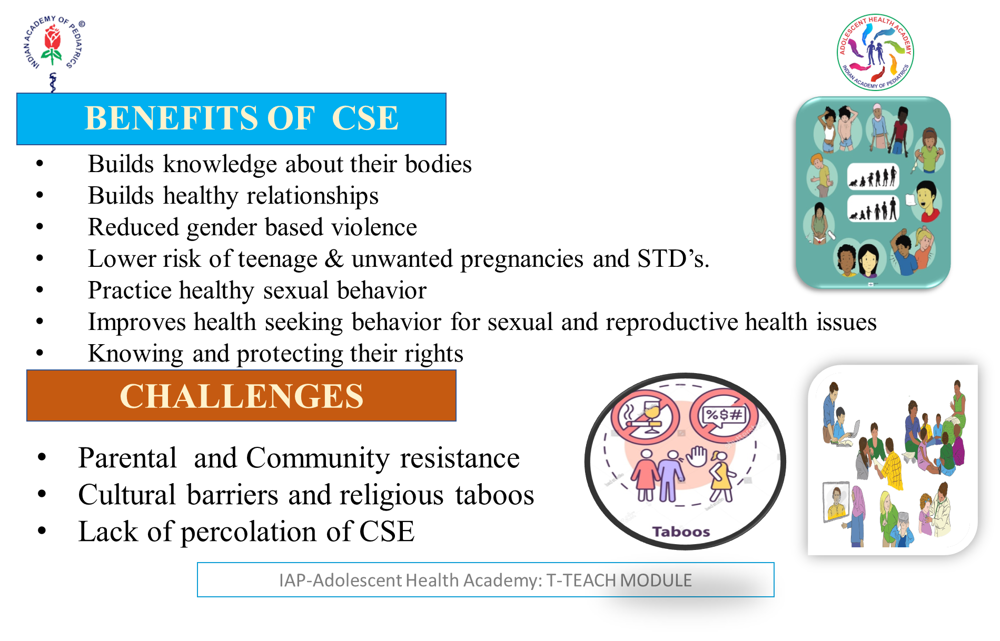 INDIAN ACADEMY OF PEDIATRICS ©
ADOLESCENT HEALTH ACADEMY
INDIAN ACADEMY OF PEDIATRICS
BENEFITS OF CSE
• Builds knowledge about their bodies
• Builds healthy relationships
• Reduced gender based violence
• Lower risk of teenage & unwanted pregnancies and STD’s.
• Practice healthy sexual behavior
• Improves health seeking behavior for sexual and reproductive health issues
• Knowing and protecting their rights
CHALLENGES
• Parental and Community resistance
• Cultural barriers and religious taboos
• Lack of percolation of CSE
%$#
Taboos
IAP-Adolescent Health Academy: T-TEACH MODULE